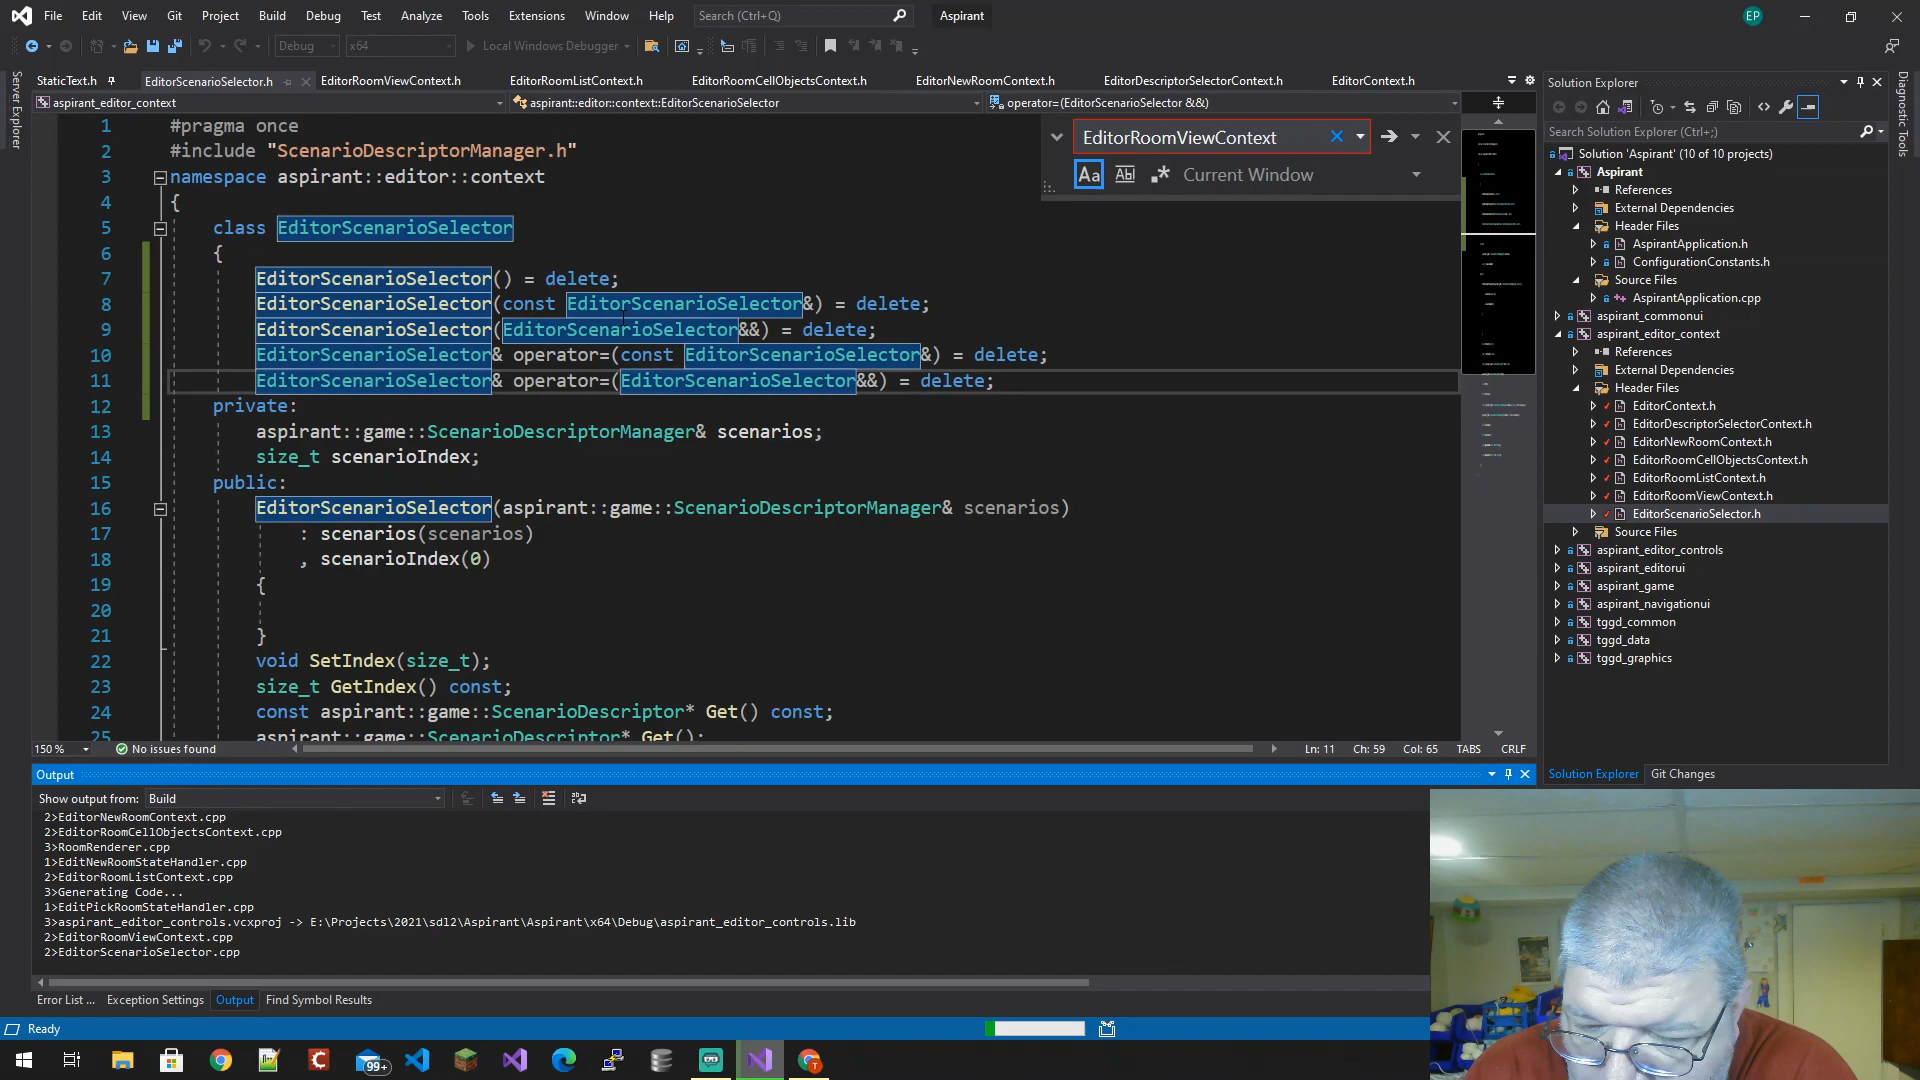 File Edit View Git Project Build Debug Test Analyze Tools Extensions Window Help Search (Ctrl+Q) Aspirant EP
Debug x64 Local Windows Debugger
StaticText.h EditorScenarioSelector.h EditorRoomViewContext.h EditorRoomListContext.h EditorRoomCellObjectsContext.h EditorNewRoomContext.h EditorDescriptorSelectorContext.h EditorContext.h
aspirant_editor_context aspirant::editor::context::EditorScenarioSelector operator=(EditorScenarioSelector &&)
Server Explorer
EditorRoomViewContext
Aa Abl Current Window
1 #pragma once
2 #include "ScenarioDescriptorManager.h"
3 namespace aspirant::editor::context
4 {
5 class EditorScenarioSelector
6 {
7 EditorScenarioSelector() = delete;
8 EditorScenarioSelector(const EditorScenarioSelector&) = delete;
9 EditorScenarioSelector(EditorScenarioSelector&&) = delete;
10 EditorScenarioSelector& operator=(const EditorScenarioSelector&) = delete;
11 EditorScenarioSelector& operator=(EditorScenarioSelector&&) = delete;
12 private:
13 aspirant::game::ScenarioDescriptorManager& scenarios;
14 size_t scenarioIndex;
15 public:
16 EditorScenarioSelector(aspirant::game::ScenarioDescriptorManager& scenarios)
17 : scenarios(scenarios)
18 , scenarioIndex(0)
19 {
20
21 }
22 void SetIndex(size_t);
23 size_t GetIndex() const;
24 const aspirant::game::ScenarioDescriptor* Get() const;
25 aspirant::game::ScenarioDescriptor* Get();
150 % No issues found Ln: 11 Ch: 59 Col: 65 TABS CRLF
Output
Show output from: Build
2>EditorNewRoomContext.cpp
2>EditorRoomCellObjectsContext.cpp
3>RoomRenderer.cpp
1>EditNewRoomStateHandler.cpp
2>EditorRoomListContext.cpp
3>Generating Code...
1>EditPickRoomStateHandler.cpp
3>aspirant_editor_controls.vcxproj -> E:\Projects\2021\sdl2\Aspirant\Aspirant\x64\Debug\aspirant_editor_controls.lib
2>EditorRoomViewContext.cpp
2>EditorScenarioSelector.cpp
Error List ... Exception Settings Output Find Symbol Results
Ready
99+
Solution Explorer
Search Solution Explorer (Ctrl+;)
Solution 'Aspirant' (10 of 10 projects)
Aspirant
References
External Dependencies
Header Files
AspirantApplication.h
ConfigurationConstants.h
Source Files
AspirantApplication.cpp
aspirant_commonui
aspirant_editor_context
References
External Dependencies
Header Files
EditorContext.h
EditorDescriptorSelectorContext.h
EditorNewRoomContext.h
EditorRoomCellObjectsContext.h
EditorRoomListContext.h
EditorRoomViewContext.h
EditorScenarioSelector.h
Source Files
aspirant_editor_controls
aspirant_editorui
aspirant_game
aspirant_navigationui
tggd_common
tggd_data
tggd_graphics
Solution Explorer Git Changes
Diagnostic Tools